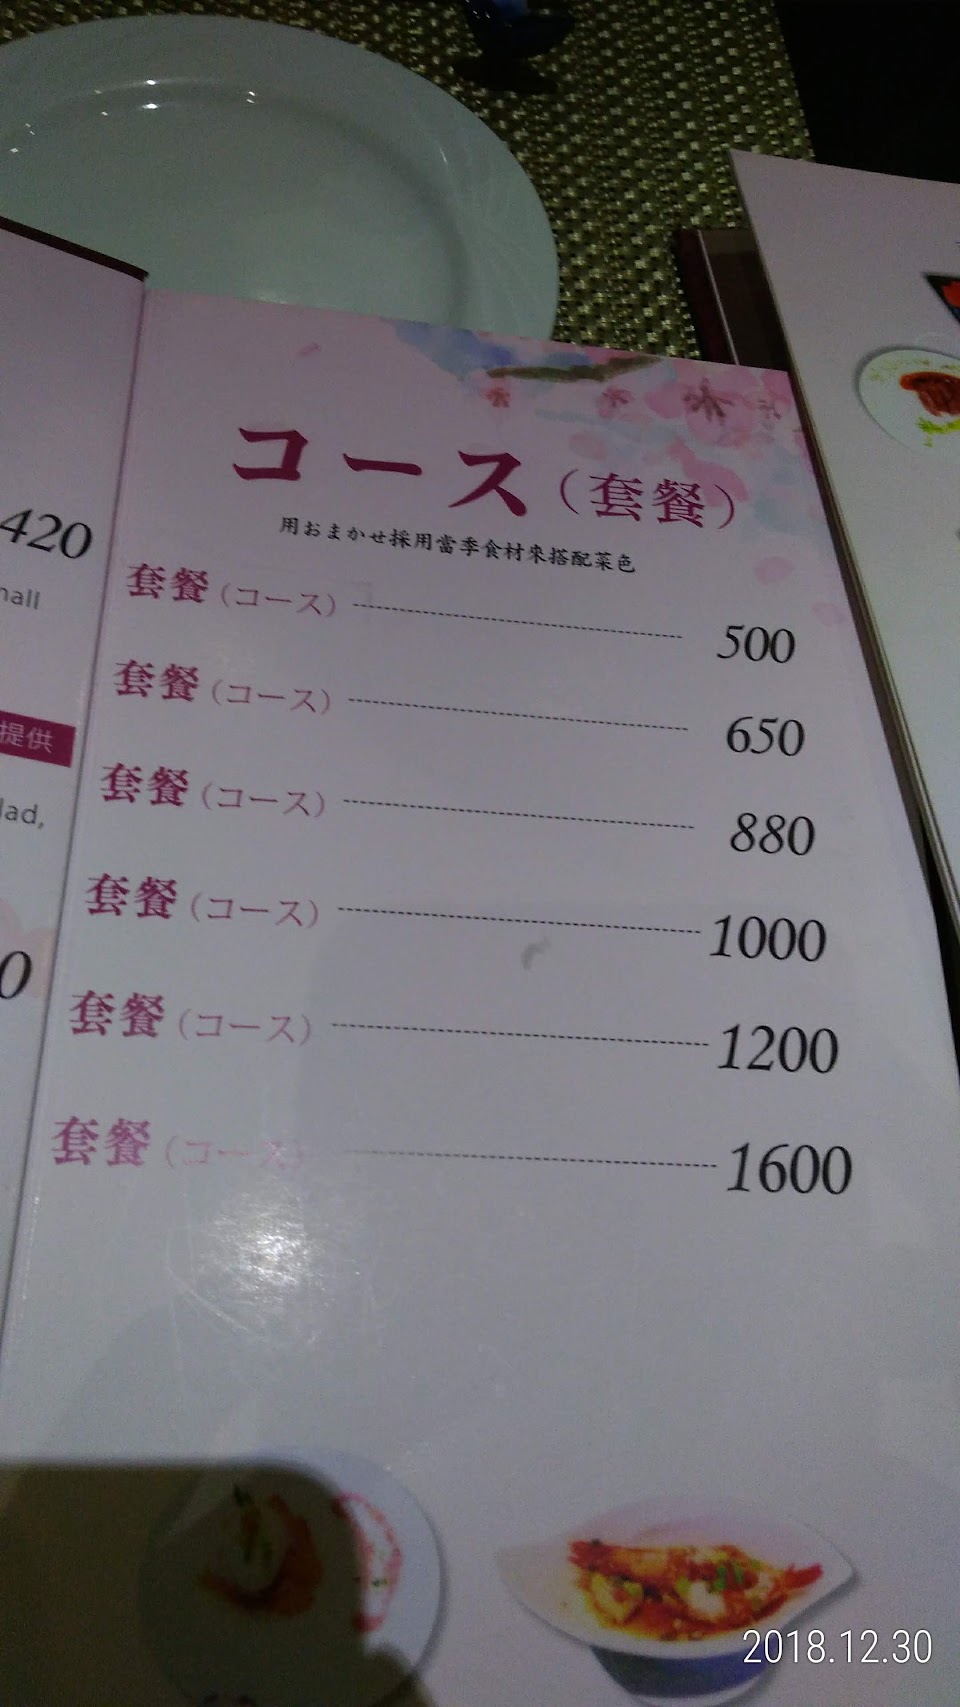 コース（套餐）
用おまかせ採用當季食材來搭配菜色
套餐（コース） 500
套餐（コース） 650
套餐（コース） 880
套餐（コース） 1000
套餐（コース） 1200
套餐（コース） 1600
420
提供
2018.12.30